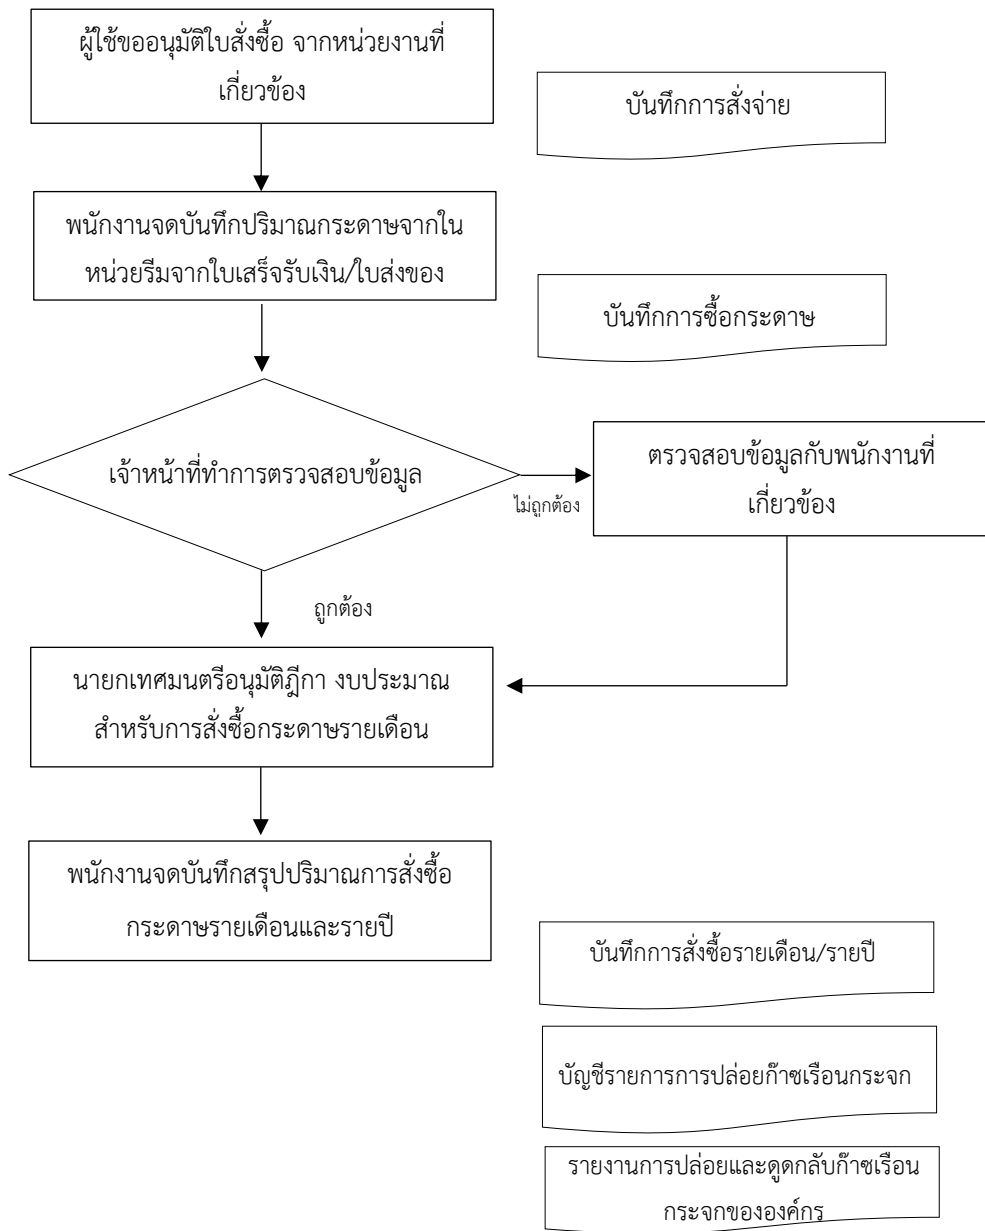 ผู้ใช้ขออนุมัติใบสั่งซื้อ จากหน่วยงานที่
เกี่ยวข้อง
บันทึกการสั่งจ่าย
พนักงานจดบันทึกปริมาณกระดาษจากใน
หน่วยรีมจากใบเสร็จรับเงิน/ใบส่งของ
บันทึกการซื้อกระดาษ
เจ้าหน้าที่ทำการตรวจสอบข้อมูล
ไม่ถูกต้อง
ตรวจสอบข้อมูลกับพนักงานที่
เกี่ยวข้อง
ถูกต้อง
นายกเทศมนตรีอนุมัติฎีกา งบประมาณ
สำหรับการสั่งซื้อกระดาษรายเดือน
พนักงานจดบันทึกสรุปปริมาณการสั่งซื้อ
กระดาษรายเดือนและรายปี
บันทึกการสั่งซื้อรายเดือน/รายปี
บัญชีรายการการปล่อยก๊าซเรือนกระจก
รายงานการปล่อยและดูดกลับก๊าซเรือน
กระจกขององค์กร